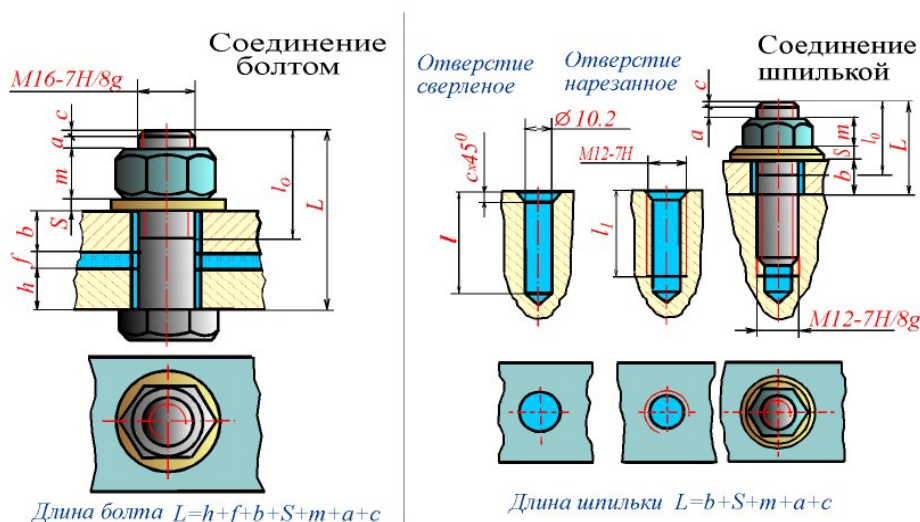 Соединение
болтом
M16-7H/8g
c
a
m
S
b
f
h
l₀
L
Длина болта L=h+f+b+S+m+a+c
Отверстие
сверленое
Отверстие
нарезанное
Соединение
шпилькой
Ø 10.2
cx45⁰
M12-7H
l
l₁
c
a
m
S
b
l₀
L
M12-7H/8g
Длина шпильки L=b+S+m+a+c